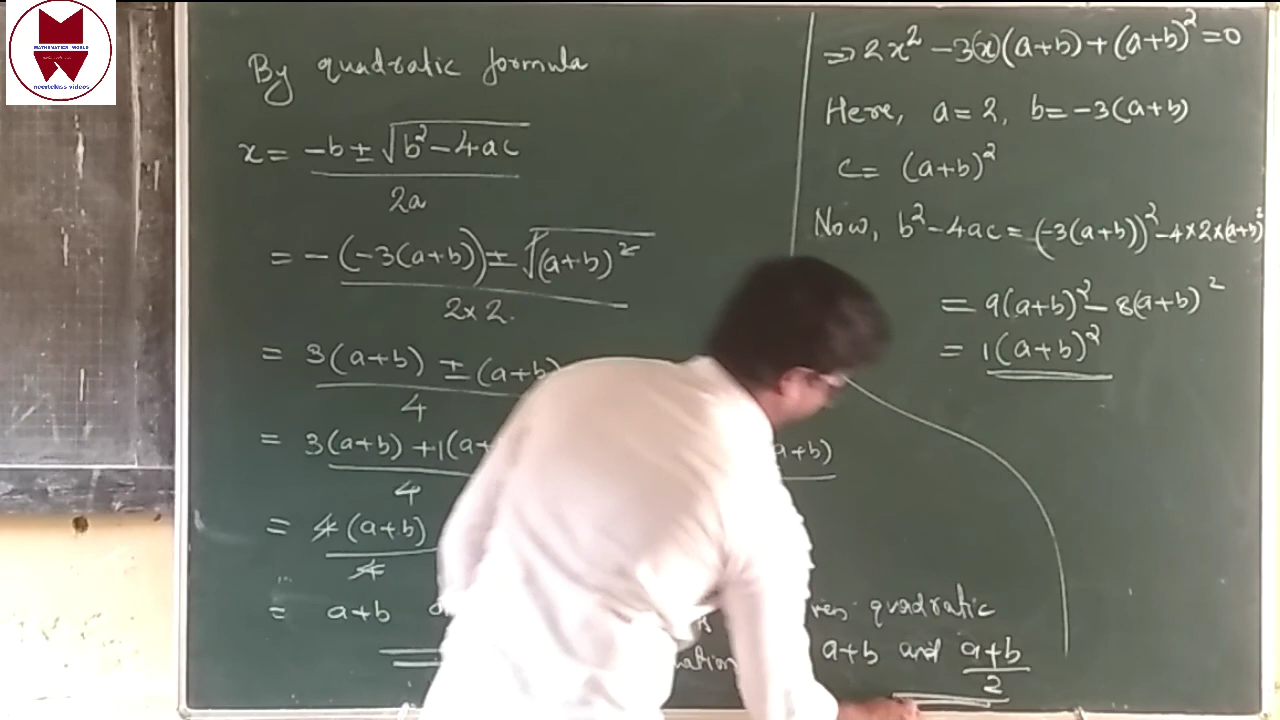 MATHEMATICS WORLD
By quadratic formula
x = -b ± √b² - 4ac / 2a
= -(-3(a+b)) ± √(a+b)² / 2×2.
= 3(a+b) ± (a+b) / 4
= 3(a+b) + 1(a+ / 4 a+b)
= 4(a+b) / 4
= a+b quadratic
a+b and a+b / 2
⇒ 2x² - 3(x)(a+b) + (a+b)² = 0
Here, a = 2, b = -3(a+b)
c = (a+b)²
Now, b² - 4ac = (-3(a+b))² - 4×2×(a+b)²
= 9(a+b)² - 8(a+b)²
= 1(a+b)²